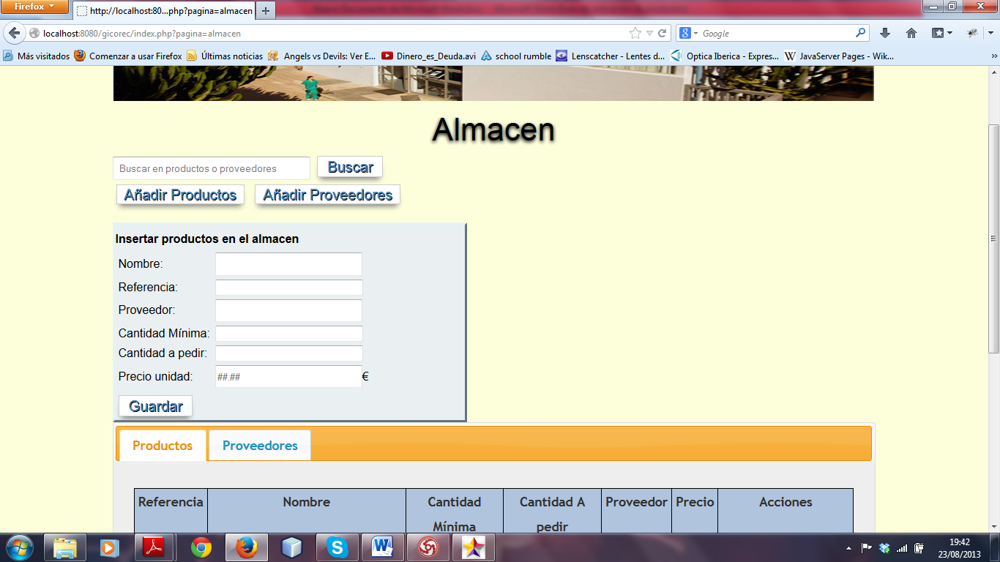 Firefox
http://localhost:80...php?pagina=almacen
localhost:8080/gicorec/index.php?pagina=almacen
Google
Más visitados
Comenzar a usar Firefox
Últimas noticias
Angels vs Devils: Ver E...
Dinero_es_Deuda.avi
school rumble
Lenscatcher - Lentes d...
Optica Iberica - Expres...
JavaServer Pages - Wik...
Almacen
Buscar en productos o proveedores
Buscar
Añadir Productos
Añadir Proveedores
Insertar productos en el almacen
Nombre:
Referencia:
Proveedor:
Cantidad Mínima:
Cantidad a pedir:
Precio unidad:
##.##
€
Guardar
Productos
Proveedores
Referencia
Nombre
Cantidad
Mínima
Cantidad A
pedir
Proveedor
Precio
Acciones
19:42
23/08/2013